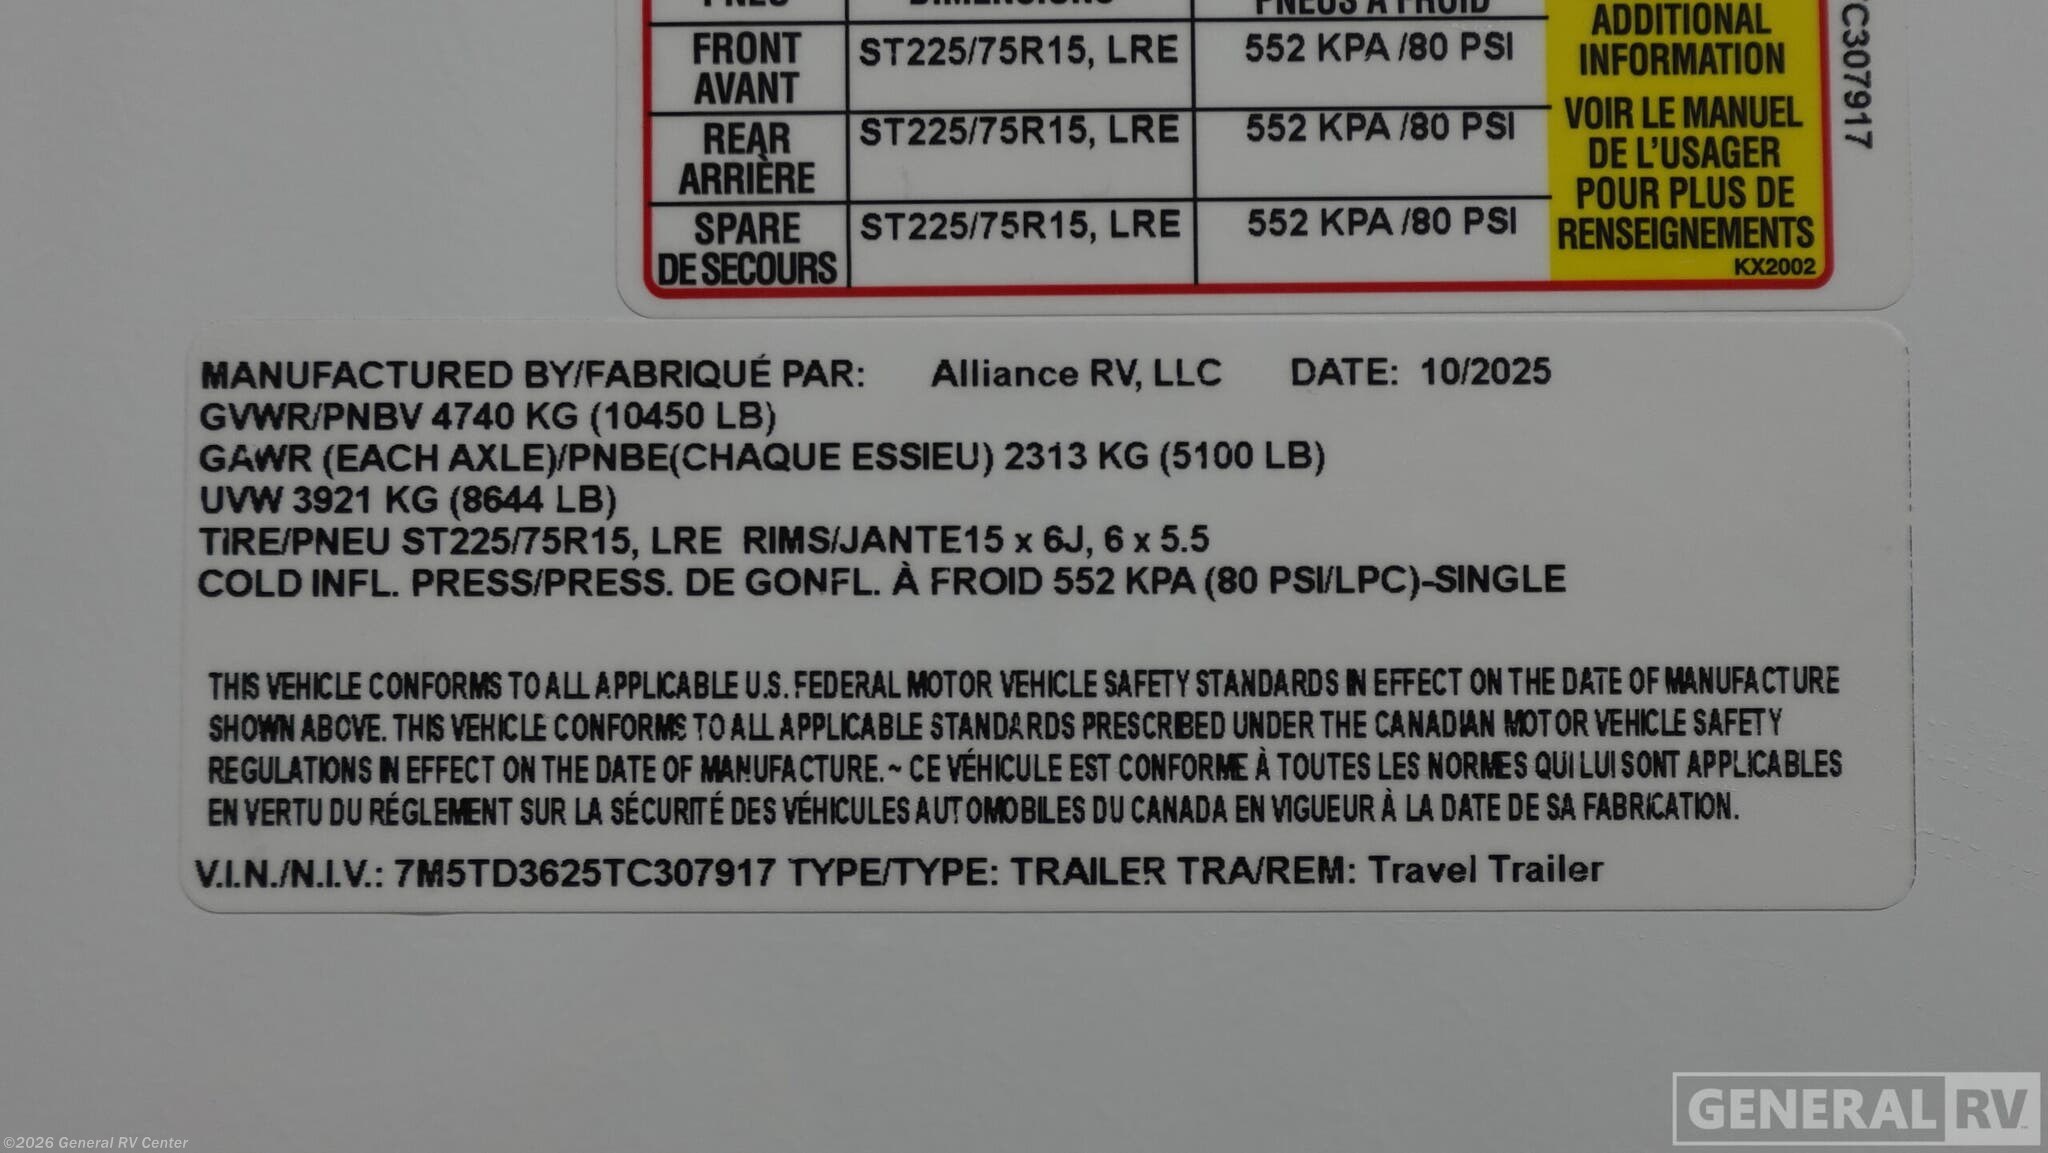 PNEU DIMENSIONS PNEUS À FROID
FRONT AVANT ST225/75R15, LRE 552 KPA /80 PSI
REAR ARRIÈRE ST225/75R15, LRE 552 KPA /80 PSI
SPARE DE SECOURS ST225/75R15, LRE 552 KPA /80 PSI
ADDITIONAL
INFORMATION
VOIR LE MANUEL
DE L'USAGER
POUR PLUS DE
RENSEIGNEMENTS
KX2002
C307917
MANUFACTURED BY/FABRIQUÉ PAR: Alliance RV, LLC DATE: 10/2025
GVWR/PNBV 4740 KG (10450 LB)
GAWR (EACH AXLE)/PNBE(CHAQUE ESSIEU) 2313 KG (5100 LB)
UVW 3921 KG (8644 LB)
TIRE/PNEU ST225/75R15, LRE RIMS/JANTE15 x 6J, 6 x 5.5
COLD INFL. PRESS/PRESS. DE GONFL. À FROID 552 KPA (80 PSI/LPC)-SINGLE
THIS VEHICLE CONFORMS TO ALL APPLICABLE U.S. FEDERAL MOTOR VEHICLE SAFETY STANDARDS IN EFFECT ON THE DATE OF MANUFACTURE
SHOWN ABOVE. THIS VEHICLE CONFORMS TO ALL APPLICABLE STANDARDS PRESCRIBED UNDER THE CANADIAN MOTOR VEHICLE SAFETY
REGULATIONS IN EFFECT ON THE DATE OF MANUFACTURE. ~ CE VÉHICULE EST CONFORME À TOUTES LES NORMES QUI LUI SONT APPLICABLES
EN VERTU DU RÉGLEMENT SUR LA SÉCURITÉ DES VÉHICULES AUTOMOBILES DU CANADA EN VIGUEUR À LA DATE DE SA FABRICATION.
V.I.N./N.I.V.: 7M5TD3625TC307917 TYPE/TYPE: TRAILER TRA/REM: Travel Trailer
GENERAL RV
©2026 General RV Center